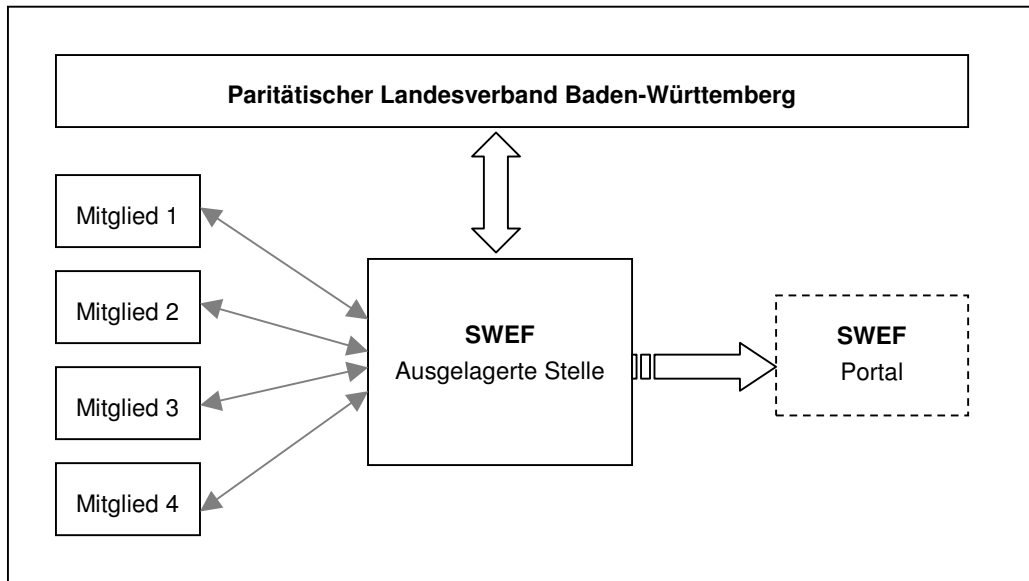 Paritätischer Landesverband Baden-Württemberg
Mitglied 1
Mitglied 2
Mitglied 3
Mitglied 4
SWEF
Ausgelagerte Stelle
SWEF
Portal